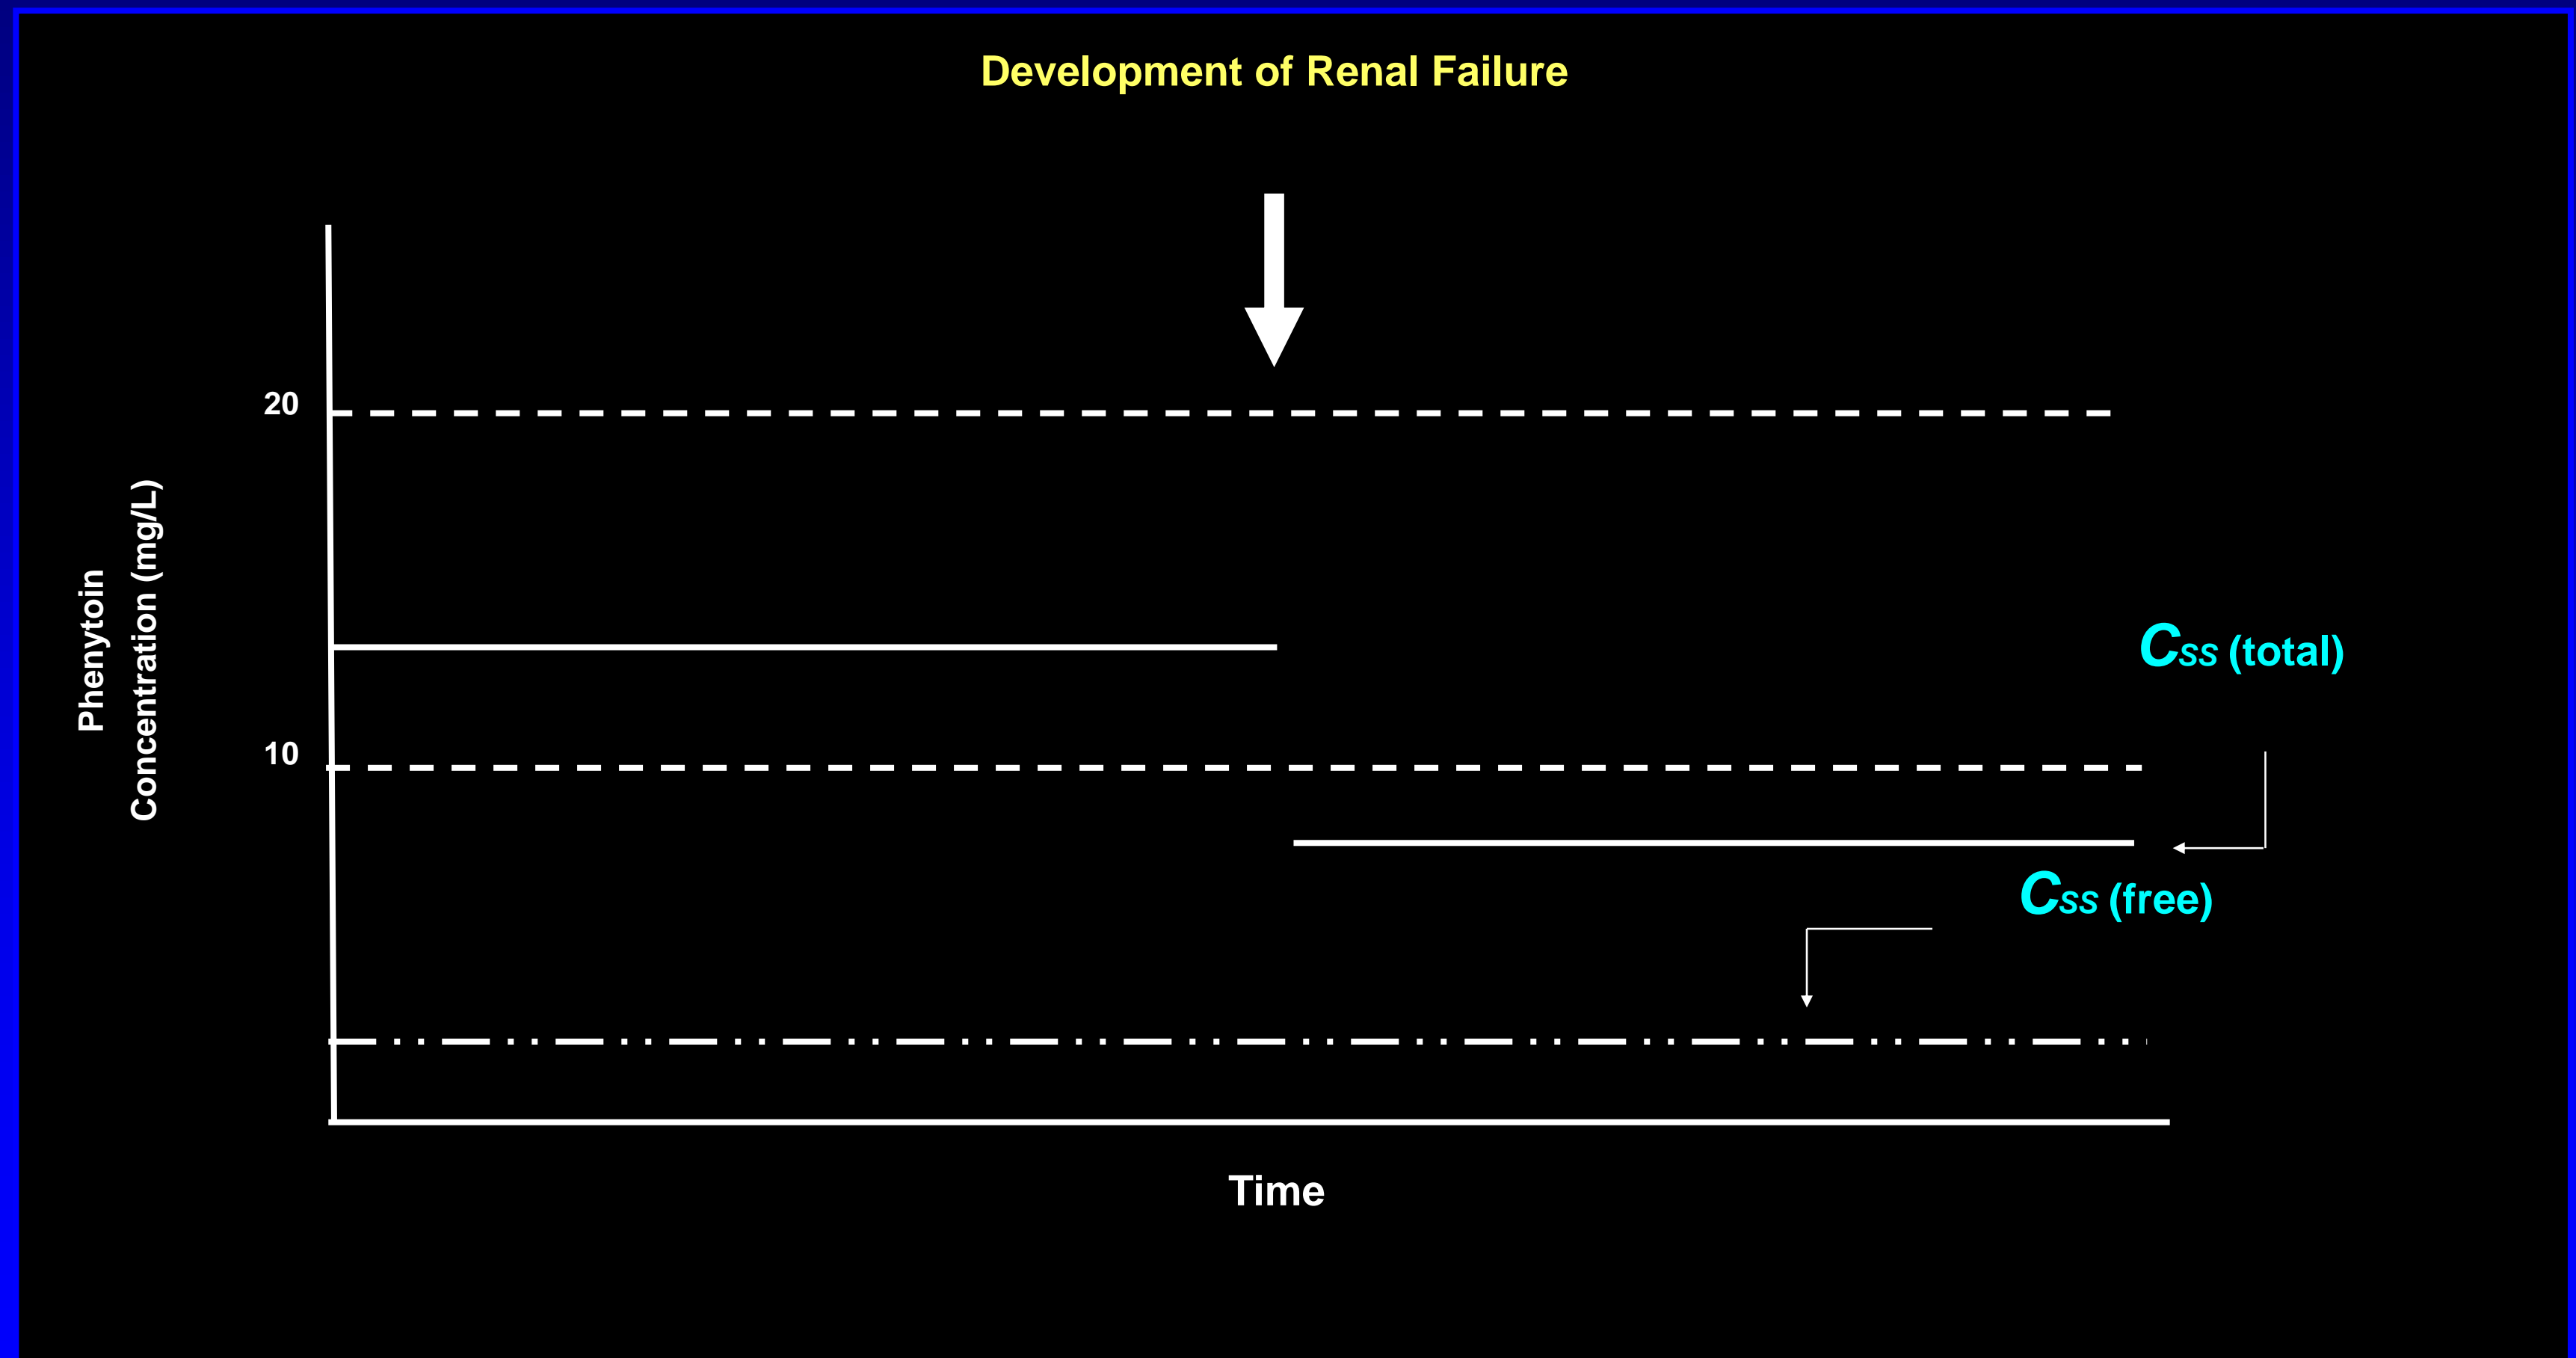 Development of Renal Failure
20
Phenytoin
Concentration (mg/L)
Css (total)
10
Css (free)
Time